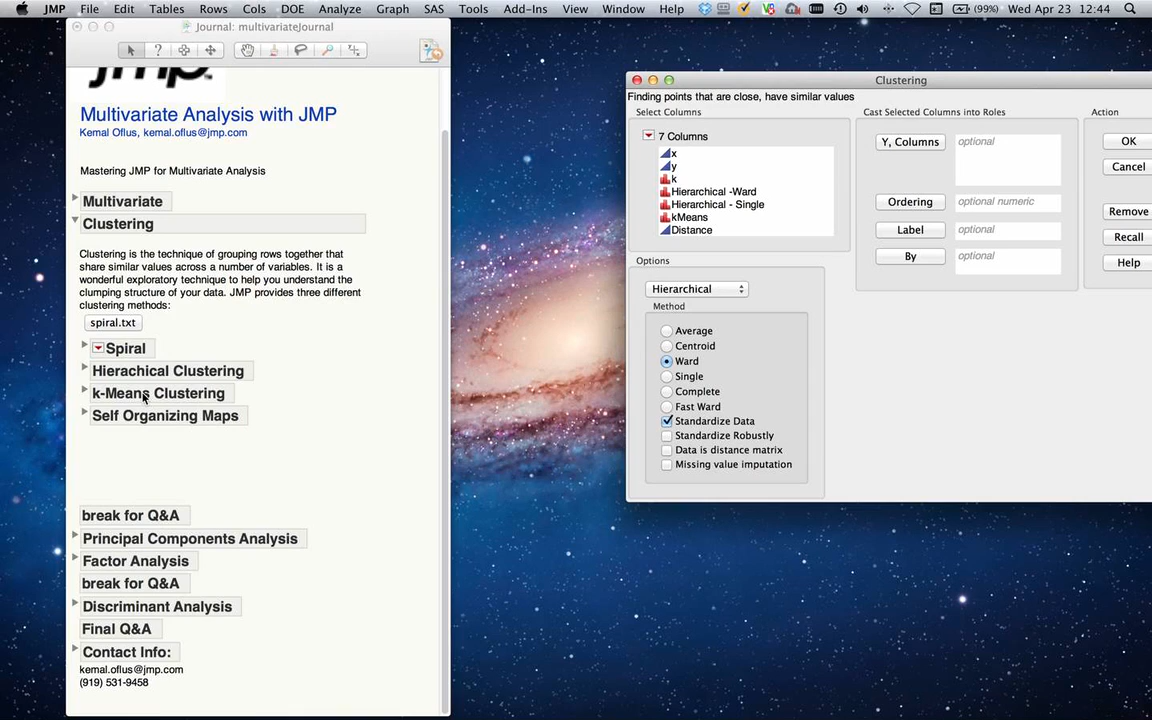 JMP File Edit Tables Rows Cols DOE Analyze Graph SAS Tools Add-Ins View Window Help (99%) Wed Apr 23 12:44
Journal: multivariateJournal
jmp
Multivariate Analysis with JMP
Kemal Oflus, kemal.oflus@jmp.com
Mastering JMP for Multivariate Analysis
Multivariate
Clustering
Clustering is the technique of grouping rows together that
share similar values across a number of variables. It is a
wonderful exploratory technique to help you understand the
clumping structure of your data. JMP provides three different
clustering methods:
spiral.txt
Spiral
Hierachical Clustering
k-Means Clustering
Self Organizing Maps
break for Q&A
Principal Components Analysis
Factor Analysis
break for Q&A
Discriminant Analysis
Final Q&A
Contact Info:
kemal.oflus@jmp.com
(919) 531-9458
Clustering
Finding points that are close, have similar values
Select Columns
7 Columns
x
y
k
Hierarchical -Ward
Hierarchical - Single
kMeans
Distance
Options
Hierarchical
Method
Average
Centroid
Ward
Single
Complete
Fast Ward
Standardize Data
Standardize Robustly
Data is distance matrix
Missing value imputation
Cast Selected Columns into Roles
Y, Columns optional
Ordering optional numeric
Label optional
By optional
Action
OK
Cancel
Remove
Recall
Help